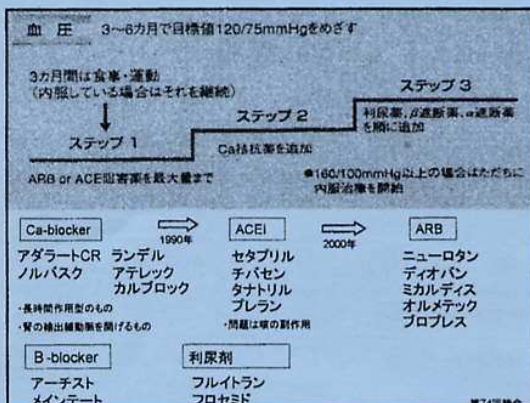 血圧 3〜6カ月で目標値120/75mmHgをめざす
3カ月間は食事・運動
(内服している場合はそれを継続)
ステップ 1
ARB or ACE阻害薬を最大量まで
ステップ 2
Ca拮抗薬を追加
ステップ 3
利尿薬、β遮断薬、α遮断薬
を順に追加
●160/100mmHg以上の場合はただちに
内服治療を開始
Ca-blocker
1990年
ACEi
2000年
ARB
アダラートCR ランデル
ノルバスク アテレック
カルブロック
・長時間作用型のもの
・腎の輸出細動脈を開げるもの
セタプリル
チバセン
タナトリル
プレラン
・問題は咳の副作用
ニューロタン
ディオバン
ミカルディス
オルメテック
ブロプレス
B-blocker
アーチスト
メインテート
利尿剤
フルイトラン
フロセミド
第74回総会